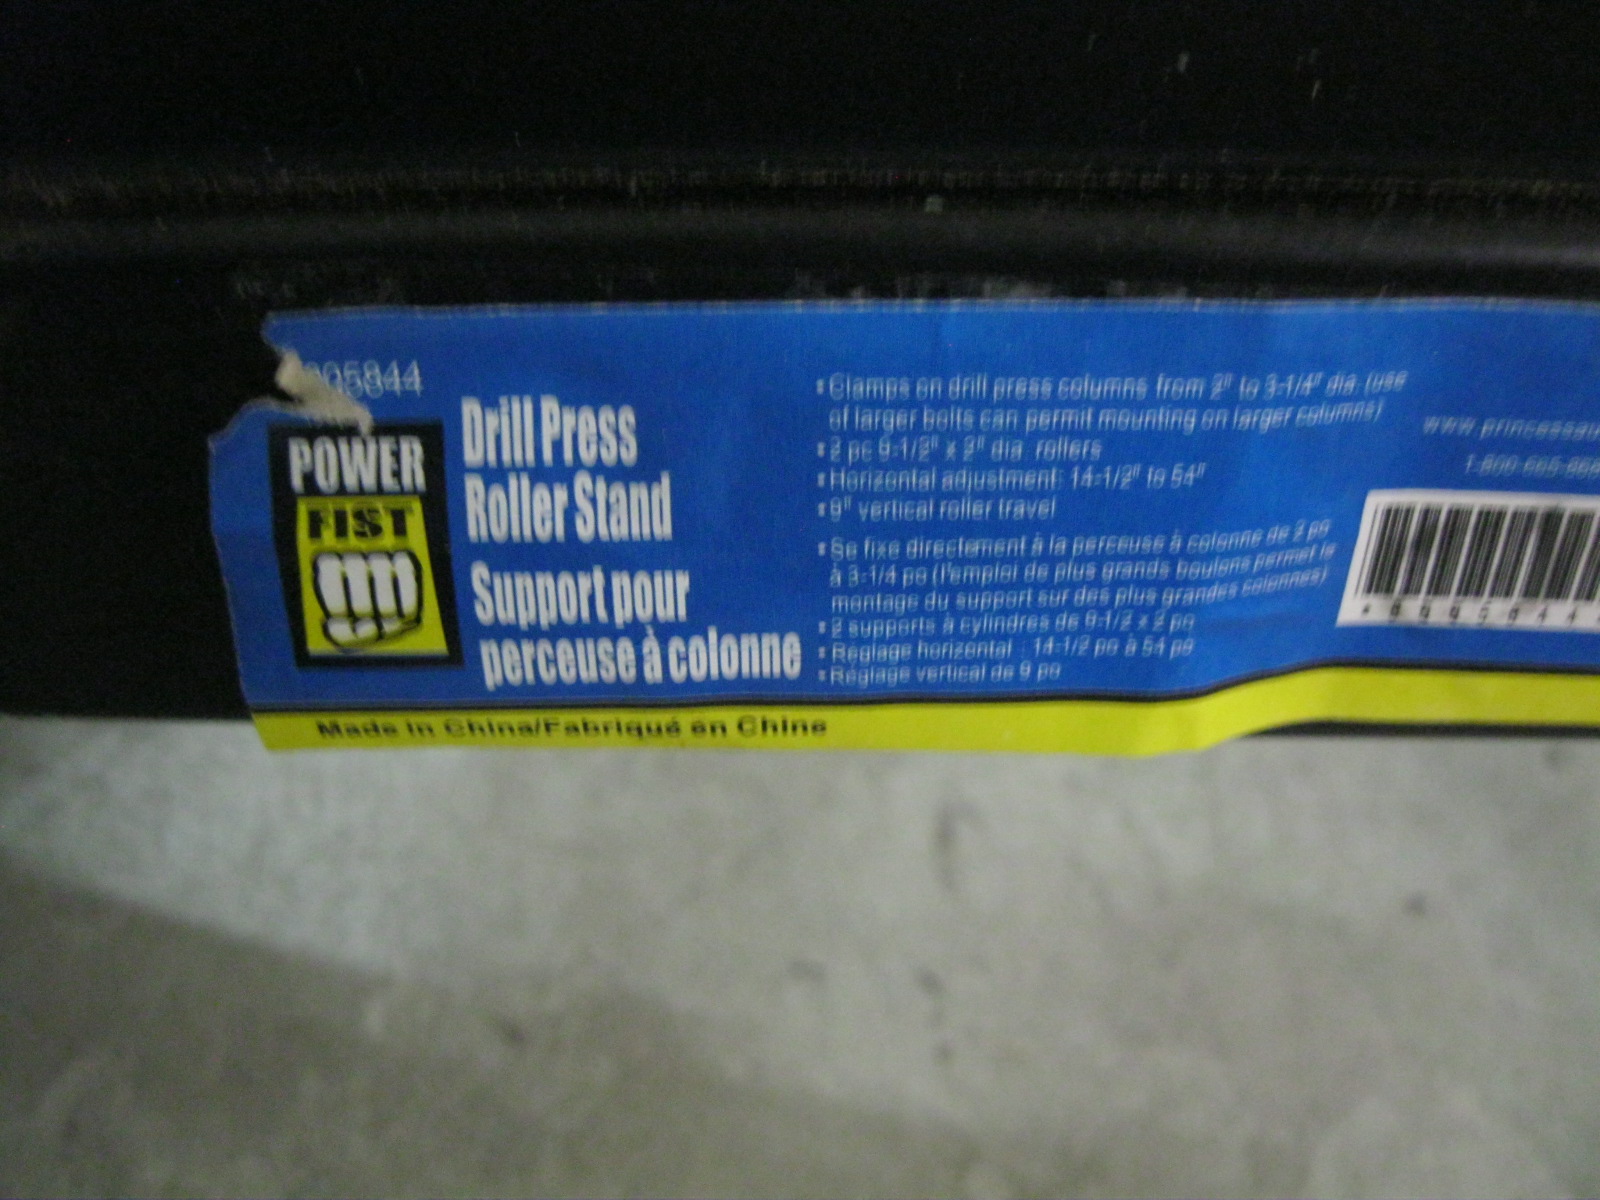 POWER
FIST
Drill Press
Roller Stand
Support pour
perceuse à colonne
• Clamps on drill press columns from 2" to 3-1/4" dia. (use
of larger bolts can permit mounting on larger columns)
• 2 pc 9-1/2" x 2" dia. rollers
• Horizontal adjustment: 14-1/2" to 54"
• 9" vertical roller travel
• Se fixe directement à la perceuse à colonne de 2 po
à 3-1/4 po (l'emploi de plus grands boulons permet le
montage du support sur des plus grandes colonnes)
• 2 supports à cylindres de 9-1/2 x 2 po
• Réglage horizontal : 14-1/2 po à 54 po
• Réglage vertical de 9 po
Made in China/Fabriqué en Chine